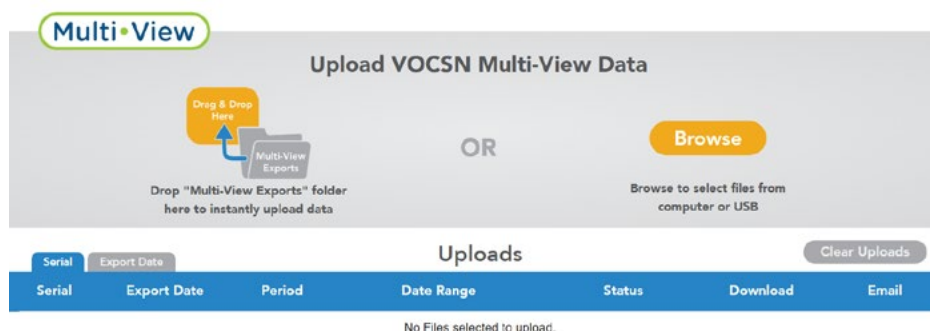 Multi•View
Upload VOCSN Multi-View Data
Drag & Drop
Here
Multi-View
Exports
Drop "Multi-View Exports" folder
here to instantly upload data
OR
Browse
Browse to select files from
computer or USB
Serial Export Date
Uploads
Clear Uploads
Serial Export Date Period Date Range Status Download Email
No Files selected to upload.